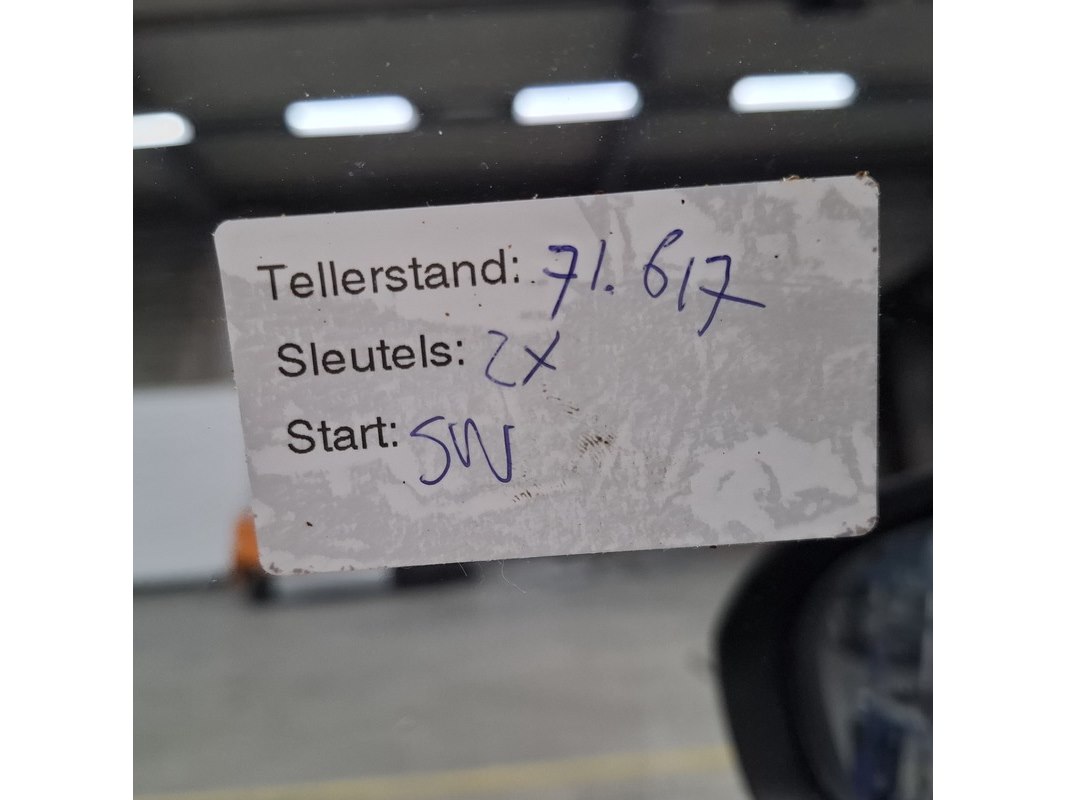 Tellerstand: 71.617
Sleutels: 2x
Start: SW